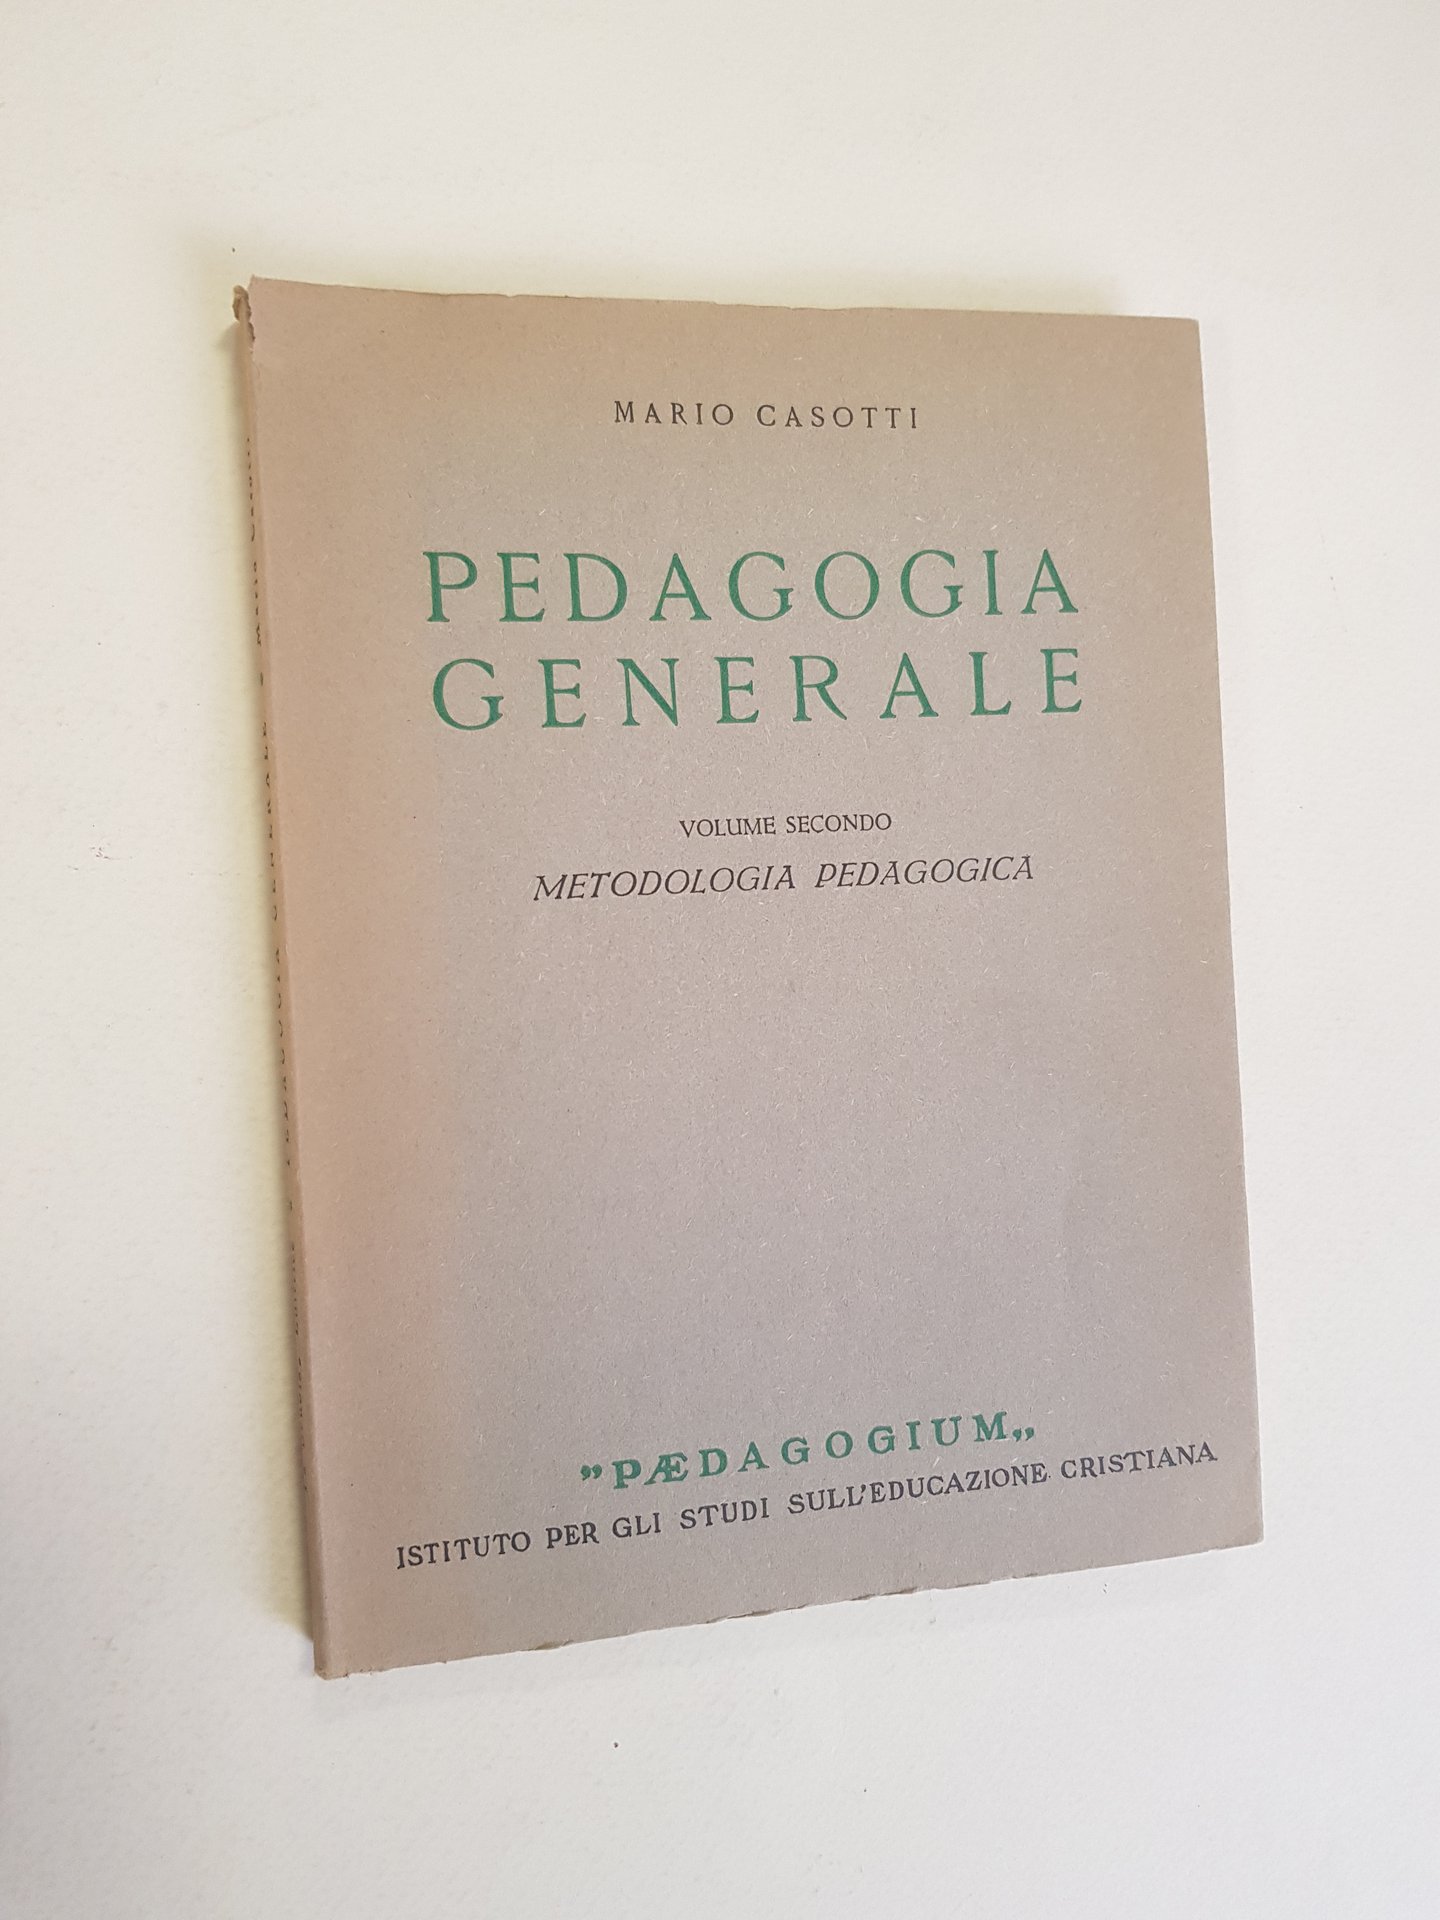 MARIO CASOTTI
PEDAGOGIA
GENERALE
VOLUME SECONDO
METODOLOGIA PEDAGOGICA
„PÆDAGOGIUM„
ISTITUTO PER GLI STUDI SULL'EDUCAZIONE CRISTIANA